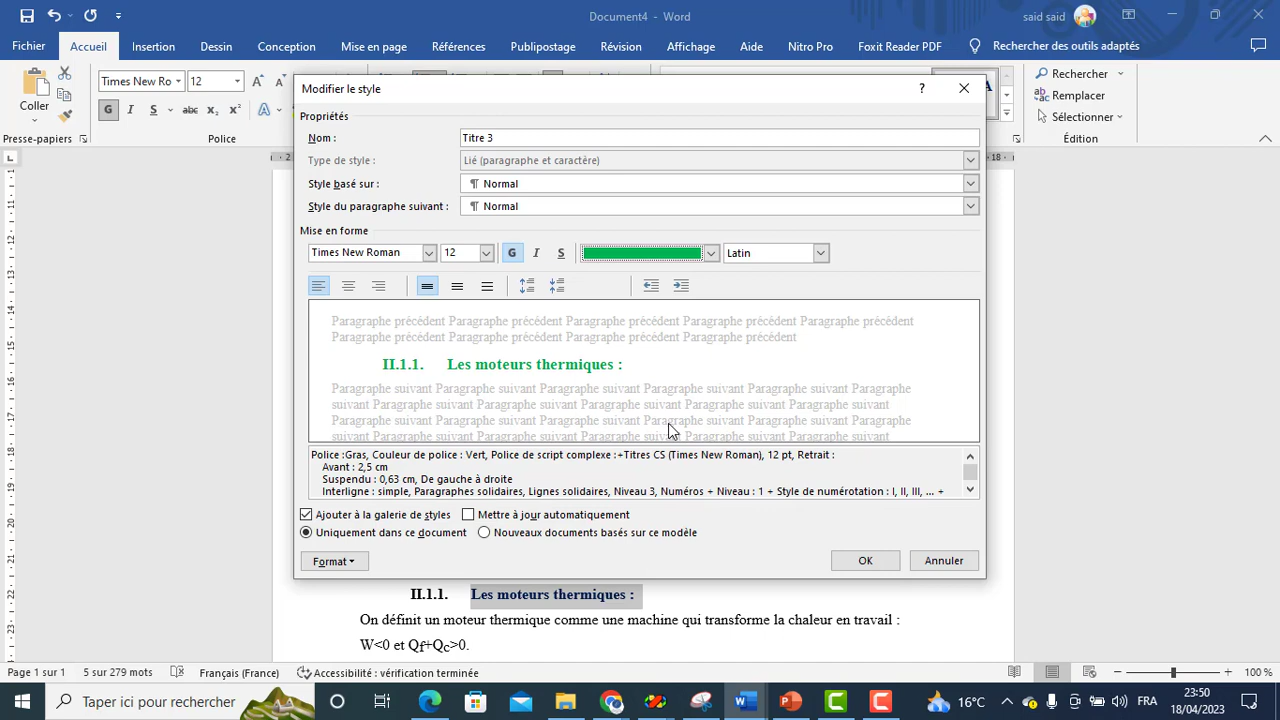 Document4 - Word
said said
Fichier Accueil Insertion Dessin Conception Mise en page Références Publipostage Révision Affichage Aide Nitro Pro Foxit Reader PDF Rechercher des outils adaptés
Times New Ro 12
Coller
G I S abc x₂ x² A
Presse-papiers
Police
Rechercher
Remplacer
Sélectionner
Édition
Modifier le style
?
Propriétés
Nom : Titre 3
Type de style : Lié (paragraphe et caractère)
Style basé sur : ¶ Normal
Style du paragraphe suivant : ¶ Normal
Mise en forme
Times New Roman 12 G I S Latin
Paragraphe précédent Paragraphe précédent Paragraphe précédent Paragraphe précédent Paragraphe précédent
Paragraphe précédent Paragraphe précédent Paragraphe précédent Paragraphe précédent
II.1.1. Les moteurs thermiques :
Paragraphe suivant Paragraphe suivant Paragraphe suivant Paragraphe suivant Paragraphe
suivant Paragraphe suivant Paragraphe suivant Paragraphe suivant Paragraphe suivant
Paragraphe suivant Paragraphe suivant Paragraphe suivant Paragraphe suivant Paragraphe
suivant Paragraphe suivant Paragraphe suivant Paragraphe suivant Paragraphe suivant
Police :Gras, Couleur de police : Vert, Police de script complexe : +Titres CS (Times New Roman), 12 pt, Retrait :
Avant : 2,5 cm
Suspendu : 0,63 cm, De gauche à droite
Interligne : simple, Paragraphes solidaires, Lignes solidaires, Niveau 3, Numéros + Niveau : 1 + Style de numérotation : I, II, III, ... +
Ajouter à la galerie de styles Mettre à jour automatiquement
Uniquement dans ce document Nouveaux documents basés sur ce modèle
Format OK Annuler
II.1.1. Les moteurs thermiques :
On définit un moteur thermique comme une machine qui transforme la chaleur en travail :
W<0 et Qf+Qc>0.
Page 1 sur 1 5 sur 279 mots Français (France) Accessibilité : vérification terminée 100 %
Taper ici pour rechercher
16°C FRA
23:50
18/04/2023